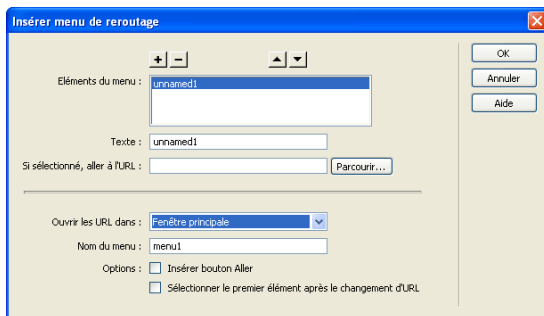 Insérer menu de reroutage
OK
Annuler
Aide
Eléments du menu :
unnamed1
Texte : unnamed1
Si sélectionné, aller à l'URL : Parcourir...
Ouvrir les URL dans : Fenêtre principale
Nom du menu : menu1
Options : Insérer bouton Aller
Sélectionner le premier élément après le changement d'URL